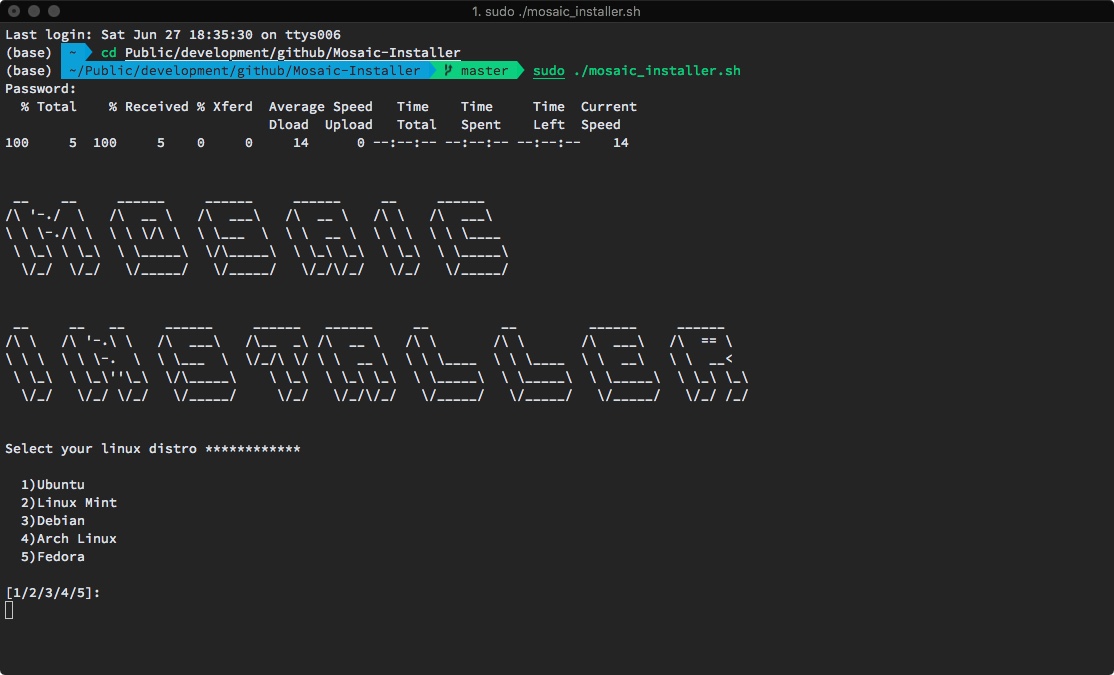 1. sudo ./mosaic_installer.sh
Last login: Sat Jun 27 18:35:30 on ttys006
(base) ~ cd Public/development/github/Mosaic-Installer
(base) ~/Public/development/github/Mosaic-Installer master sudo ./mosaic_installer.sh
Password:
% Total % Received % Xferd Average Speed Time Time Time Current
Dload Upload Total Spent Left Speed
100 5 100 5 0 0 14 0 --:--:-- --:--:-- --:--:-- 14
MOSAIC
INSTALLER
Select your linux distro ************
1)Ubuntu
2)Linux Mint
3)Debian
4)Arch Linux
5)Fedora
[1/2/3/4/5]: